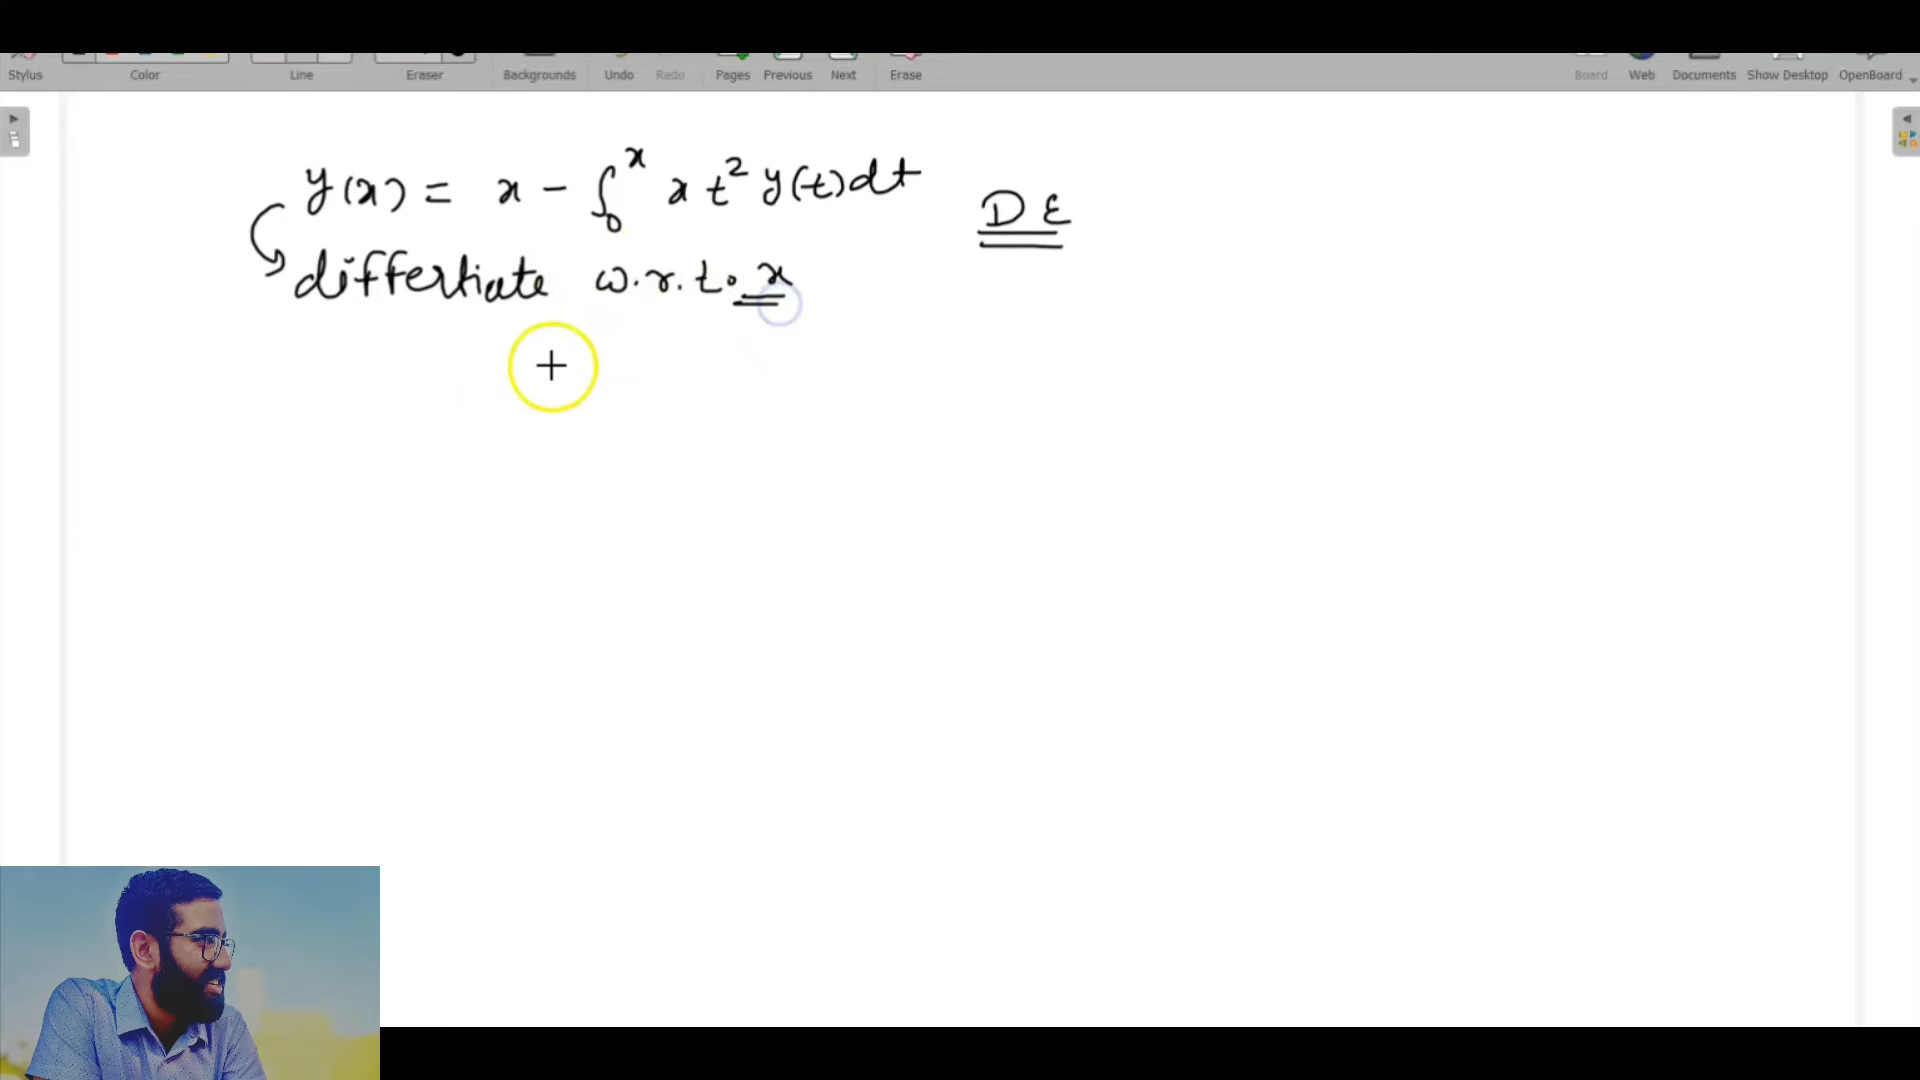 Stylus Color Line Eraser Backgrounds Undo Redo Pages Previous Next Erase Board Web Documents Show Desktop OpenBoard
y(x) = x - ∫₀ˣ x t² y(t)dt
DE
differtiate w.r.to x